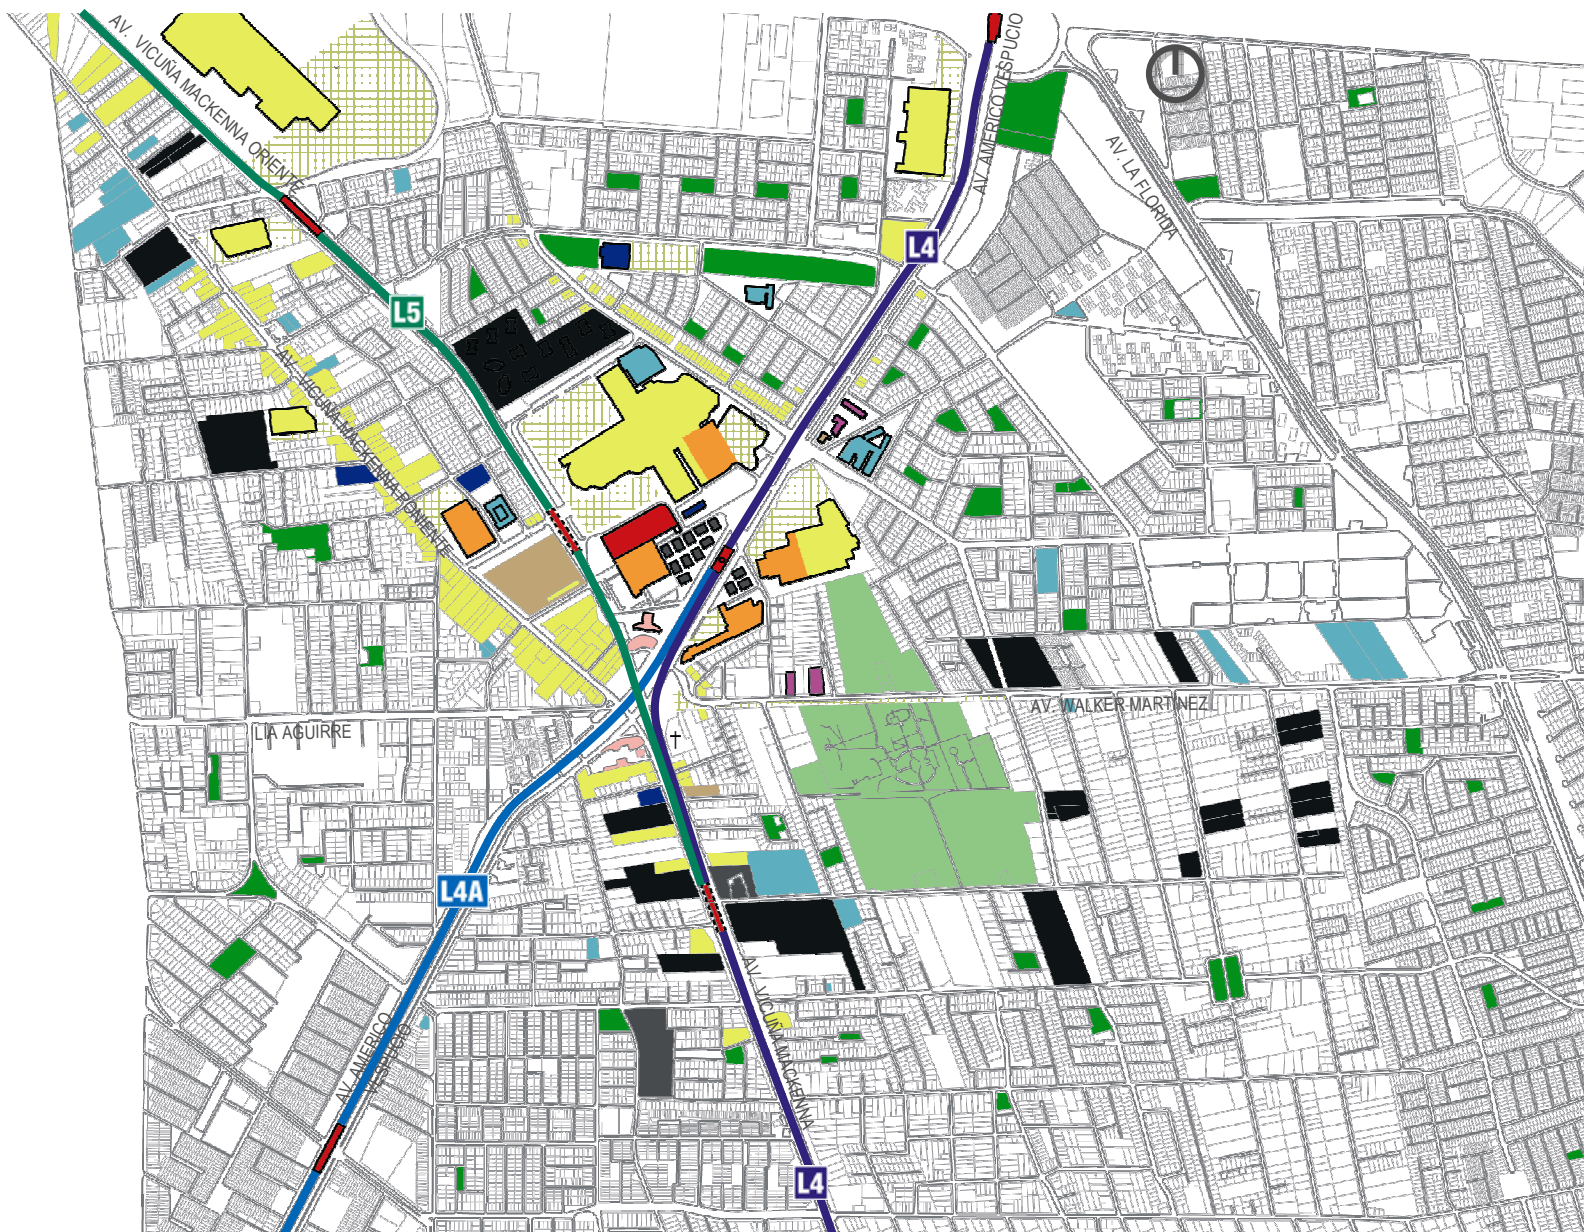 AV. VICUÑA MACKENNA ORIENTE
AV. AMERICO VESPUCIO
AV. LA FLORIDA
L4
L5
AV. VICUÑA MACKENNA PONIENTE
AV. WALKER MARTINEZ
LIA AGUIRRE
L4A
AV. VICUÑA MACKENNA
AV. AMERICO
VESPUCIO
L4